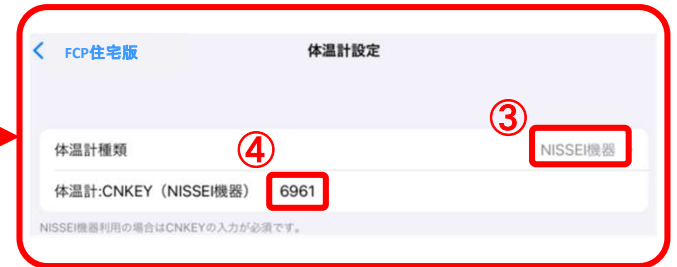 FCP住宅版 体温計設定
③
体温計種類 ④ NISSEI機器
体温計:CNKEY（NISSEI機器） 6961
NISSEI機器利用の場合はCNKEYの入力が必須です。